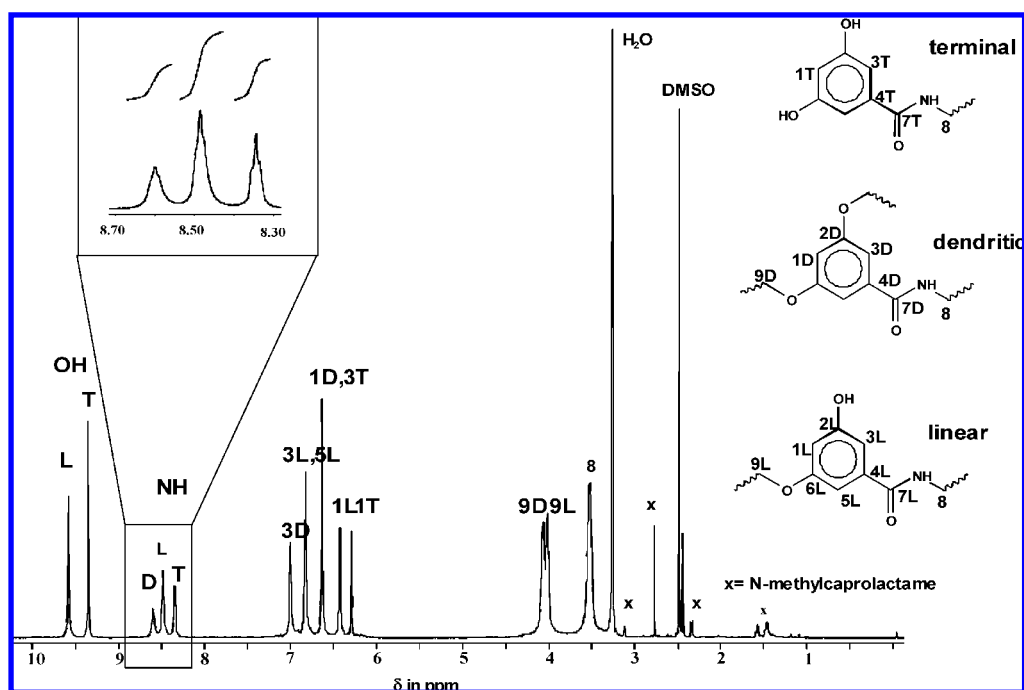 8.70 8.50 8.30
H₂O
DMSO
OH
L
T
NH
D
L
T
3D
3L,5L
1D,3T
1L1T
9D9L
8
x
x
x
x
x= N-methylcaprolactame
10 9 8 7 6 4 3 2 1
δ in ppm
OH
terminal
1T
3T
4T
HO
7T
NH
8
O
O
2D
dendritic
1D
3D
9D
4D
O
7D
NH
8
O
OH
2L
linear
1L
3L
9L
4L
O
6L
5L
7L
NH
8
O